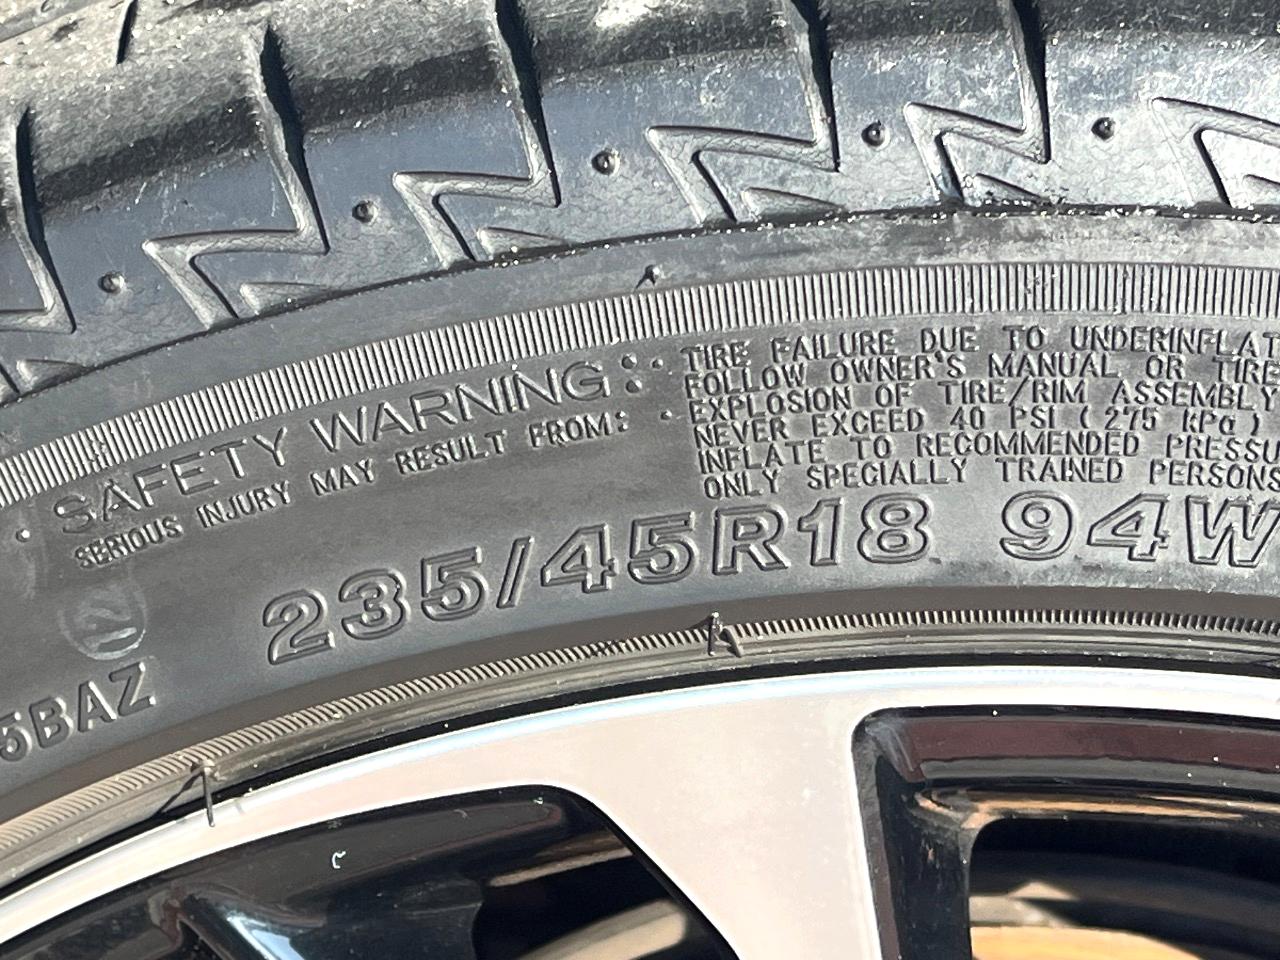 SAFETY WARNING:
SERIOUS INJURY MAY RESULT FROM:
TIRE FAILURE DUE TO UNDERINFLAT
FOLLOW OWNER'S MANUAL OR TIRE
EXPLOSION OF TIRE/RIM ASSEMBLY
NEVER EXCEED 40 PSI (275 kPa)
INFLATE TO RECOMMENDED PRESSU
ONLY SPECIALLY TRAINED PERSONS
235/45R18 94W
12
5BAZ